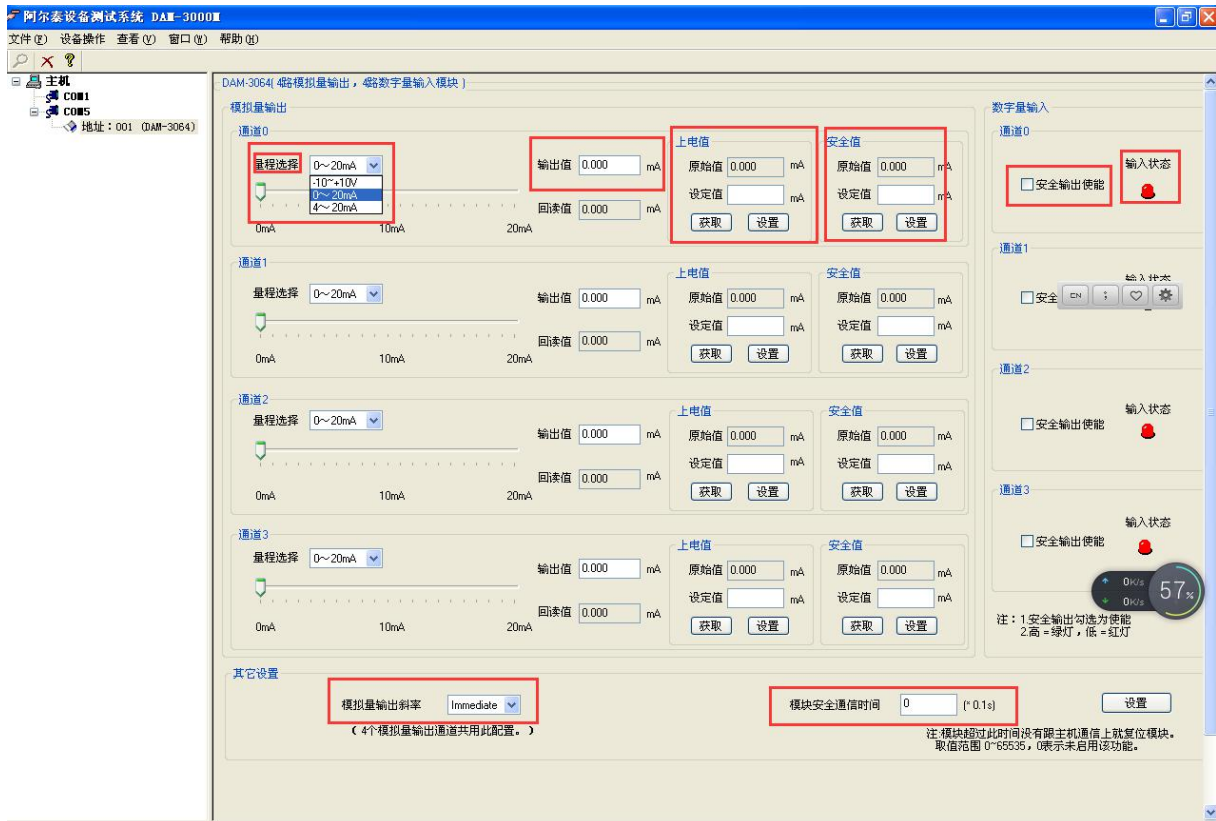 阿尔泰设备测试系统 DAM-3000M
文件(F) 设备操作 查看(V) 窗口(W) 帮助(H)
主机
COM1
COM5
地址：001 (DAM-3064)
DAM-3064( 4路模拟量输出，4路数字量输入模块 )
模拟量输出
通道0
量程选择 0～20mA
-10~+10V
0～20mA
4～20mA
0mA 10mA 20mA
输出值 0.000 mA
回读值 0.000 mA
上电值
原始值 0.000 mA
设定值 mA
获取 设置
安全值
原始值 0.000 mA
设定值 mA
获取 设置
通道1
量程选择 0～20mA
0mA 10mA 20mA
输出值 0.000 mA
回读值 0.000 mA
上电值
原始值 0.000 mA
设定值 mA
获取 设置
安全值
原始值 0.000 mA
设定值 mA
获取 设置
通道2
量程选择 0～20mA
0mA 10mA 20mA
输出值 0.000 mA
回读值 0.000 mA
上电值
原始值 0.000 mA
设定值 mA
获取 设置
安全值
原始值 0.000 mA
设定值 mA
获取 设置
通道3
量程选择 0～20mA
0mA 10mA 20mA
输出值 0.000 mA
回读值 0.000 mA
上电值
原始值 0.000 mA
设定值 mA
获取 设置
安全值
原始值 0.000 mA
设定值 mA
获取 设置
数字量输入
通道0
安全输出使能
输入状态
通道1
输入状态
安全
EN ;
通道2
安全输出使能
输入状态
通道3
安全输出使能
输入状态
0K/s
0K/s
57%
注：1.安全输出勾选为使能
2.高 =绿灯，低 =红灯
其它设置
模拟量输出斜率 Immediate
( 4个模拟量输出通道共用此配置。)
模块安全通信时间 0 (* 0.1s)
设置
注:模块超过此时间没有跟主机通信上就复位模块。
取值范围 0~65535，0表示未启用该功能。